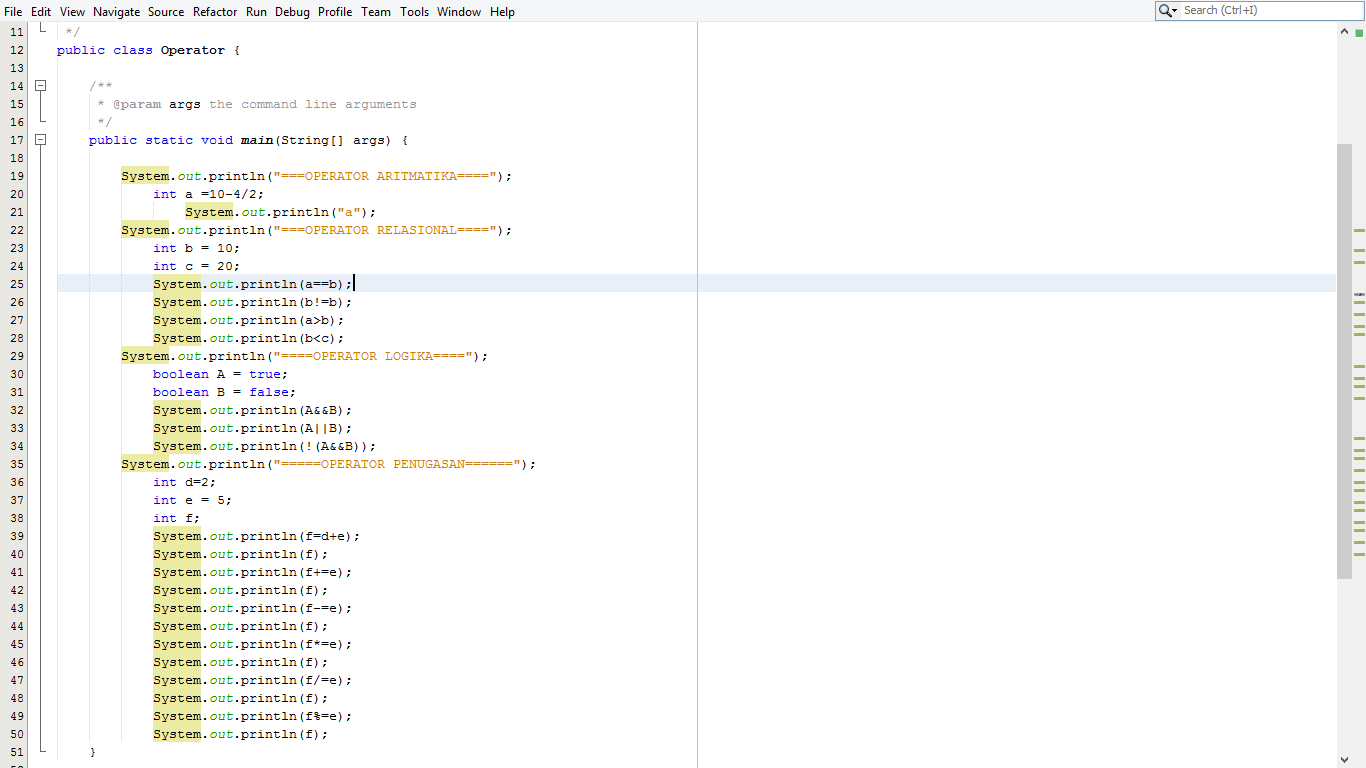 File Edit View Navigate Source Refactor Run Debug Profile Team Tools Window Help Search (Ctrl+I)
11 */
12 public class Operator {
13
14 /**
15 * @param args the command line arguments
16 */
17 public static void main(String[] args) {
18
19 System.out.println("===OPERATOR ARITMATIKA====");
20 int a =10-4/2;
21 System.out.println("a");
22 System.out.println("===OPERATOR RELASIONAL====");
23 int b = 10;
24 int c = 20;
25 System.out.println(a==b);
26 System.out.println(b!=b);
27 System.out.println(a>b);
28 System.out.println(b<c);
29 System.out.println("====OPERATOR LOGIKA====");
30 boolean A = true;
31 boolean B = false;
32 System.out.println(A&&B);
33 System.out.println(A||B);
34 System.out.println(!(A&&B));
35 System.out.println("=====OPERATOR PENUGASAN======");
36 int d=2;
37 int e = 5;
38 int f;
39 System.out.println(f=d+e);
40 System.out.println(f);
41 System.out.println(f+=e);
42 System.out.println(f);
43 System.out.println(f-=e);
44 System.out.println(f);
45 System.out.println(f*=e);
46 System.out.println(f);
47 System.out.println(f/=e);
48 System.out.println(f);
49 System.out.println(f%=e);
50 System.out.println(f);
51 }